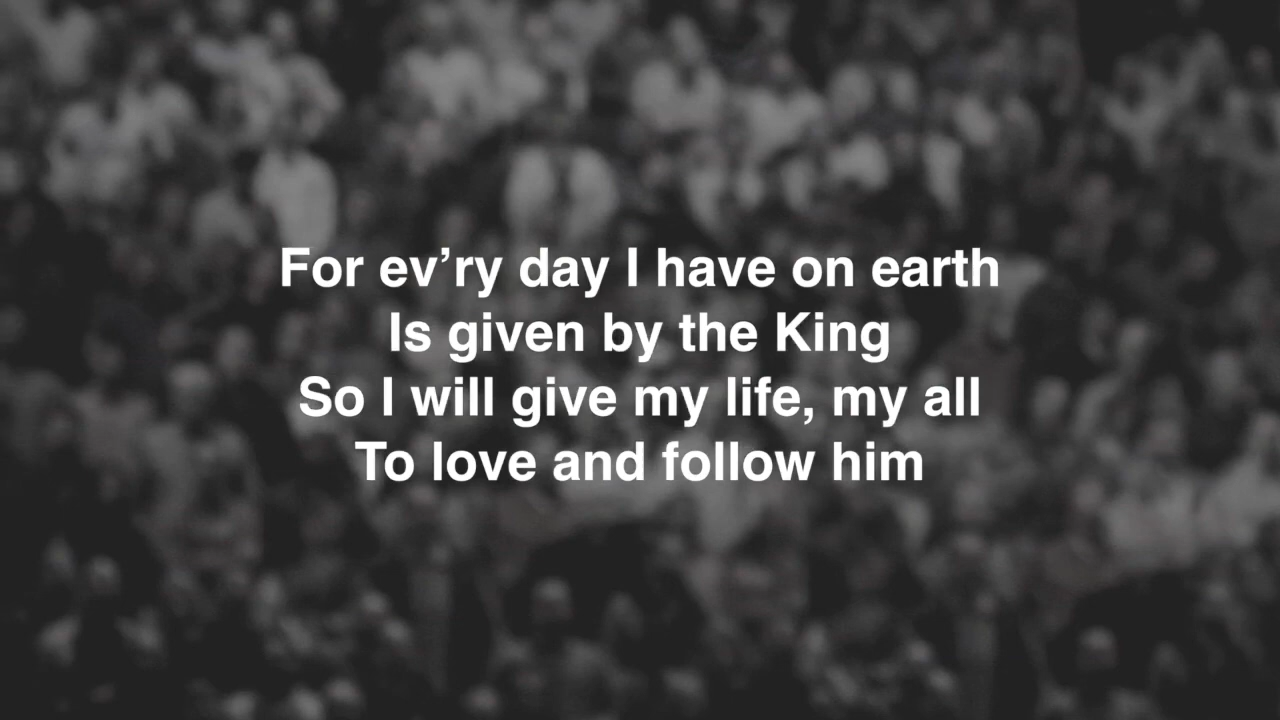 For ev’ry day I have on earth
Is given by the King
So I will give my life, my all
To love and follow him